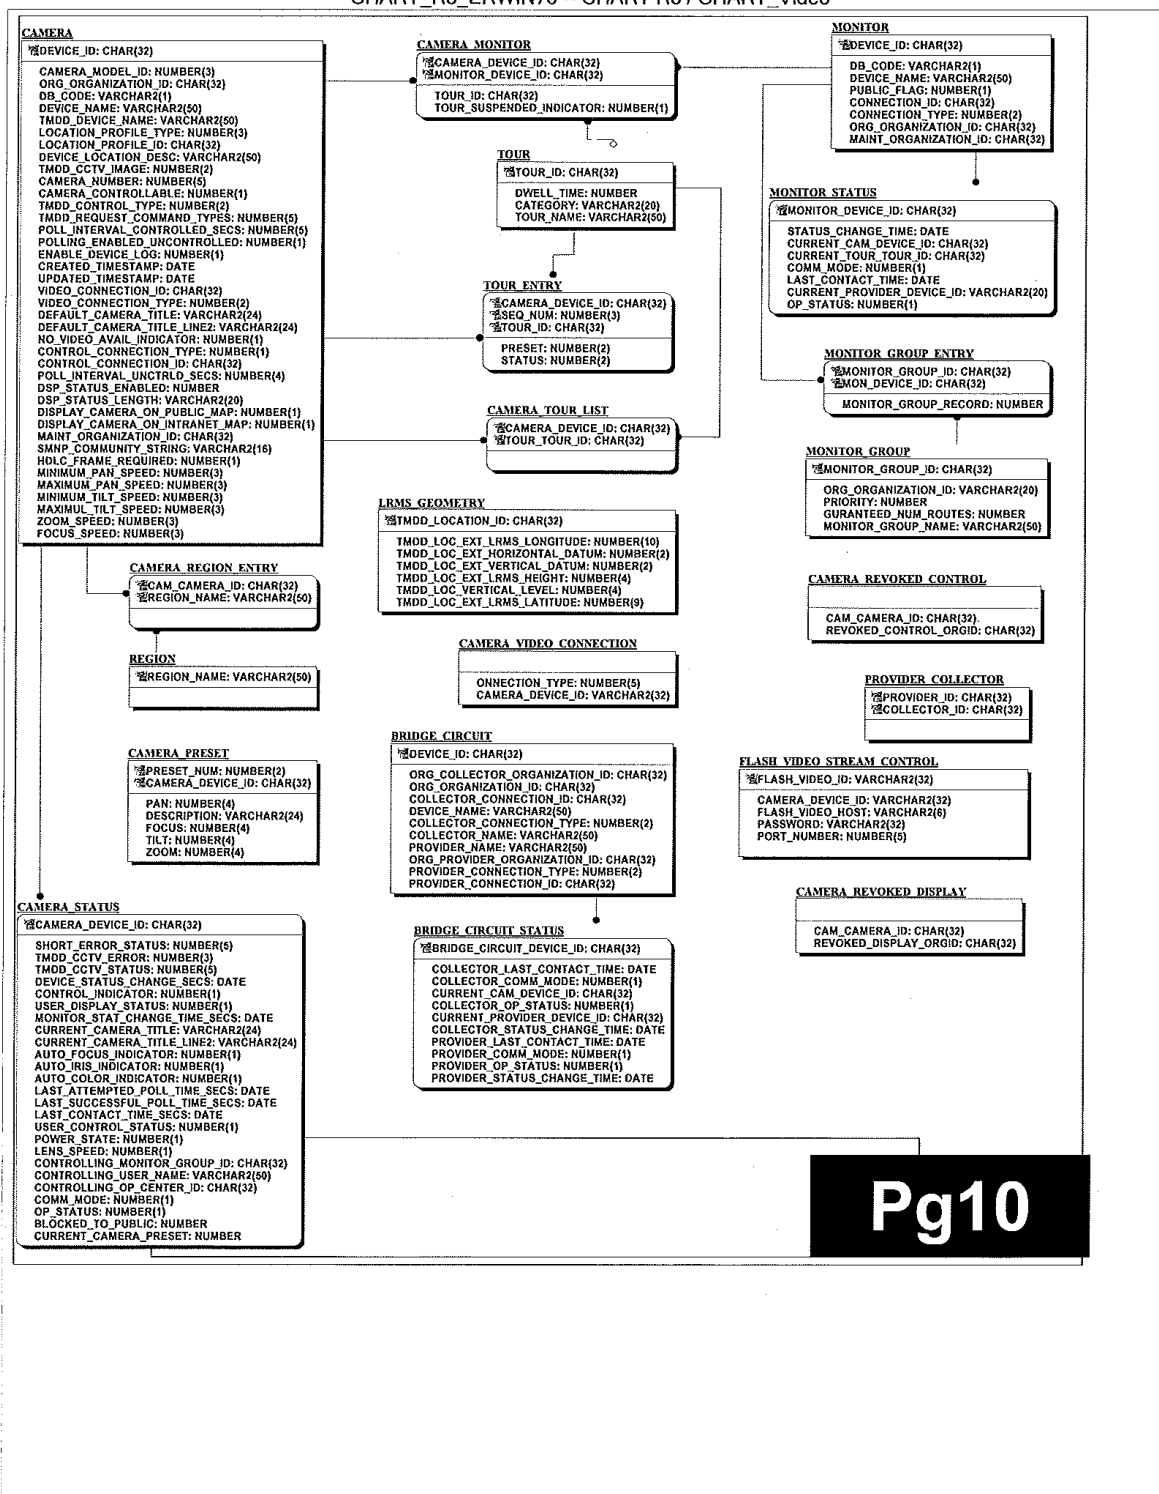 CAMERA
DEVICE_ID: CHAR(32)
CAMERA_MODEL_ID: NUMBER(3)
ORG_ORGANIZATION_ID: CHAR(32)
DB_CODE: VARCHAR2(1)
DEVICE_NAME: VARCHAR2(50)
TMDD_DEVICE_NAME: VARCHAR2(50)
LOCATION_PROFILE_TYPE: NUMBER(3)
LOCATION_PROFILE_ID: CHAR(32)
DEVICE_LOCATION_DESC: VARCHAR2(50)
TMDD_CCTV_IMAGE: NUMBER(2)
CAMERA_NUMBER: NUMBER(5)
CAMERA_CONTROLLABLE: NUMBER(1)
TMDD_CONTROL_TYPE: NUMBER(2)
TMDD_REQUEST_COMMAND_TYPES: NUMBER(5)
POLL_INTERVAL_CONTROLLED_SECS: NUMBER(5)
POLLING_ENABLED_UNCONTROLLED: NUMBER(1)
ENABLE_DEVICE_LOG: NUMBER(1)
CREATED_TIMESTAMP: DATE
UPDATED_TIMESTAMP: DATE
VIDEO_CONNECTION_ID: CHAR(32)
VIDEO_CONNECTION_TYPE: NUMBER(2)
DEFAULT_CAMERA_TITLE: VARCHAR2(24)
DEFAULT_CAMERA_TITLE_LINE2: VARCHAR2(24)
NO_VIDEO_AVAIL_INDICATOR: NUMBER(1)
CONTROL_CONNECTION_TYPE: NUMBER(1)
CONTROL_CONNECTION_ID: CHAR(32)
POLL_INTERVAL_UNCTRLD_SECS: NUMBER(4)
DSP_STATUS_ENABLED: NUMBER
DSP_STATUS_LENGTH: VARCHAR2(20)
DISPLAY_CAMERA_ON_PUBLIC_MAP: NUMBER(1)
DISPLAY_CAMERA_ON_INTRANET_MAP: NUMBER(1)
MAINT_ORGANIZATION_ID: CHAR(32)
SMNP_COMMUNITY_STRING: VARCHAR2(16)
HDLC_FRAME_REQUIRED: NUMBER(1)
MINIMUM_PAN_SPEED: NUMBER(3)
MAXIMUM_PAN_SPEED: NUMBER(3)
MINIMUM_TILT_SPEED: NUMBER(3)
MAXIMUL_TILT_SPEED: NUMBER(3)
ZOOM_SPEED: NUMBER(3)
FOCUS_SPEED: NUMBER(3)
CAMERA_MONITOR
CAMERA_DEVICE_ID: CHAR(32)
MONITOR_DEVICE_ID: CHAR(32)
TOUR_ID: CHAR(32)
TOUR_SUSPENDED_INDICATOR: NUMBER(1)
MONITOR
DEVICE_ID: CHAR(32)
DB_CODE: VARCHAR2(1)
DEVICE_NAME: VARCHAR2(50)
PUBLIC_FLAG: NUMBER(1)
CONNECTION_ID: CHAR(32)
CONNECTION_TYPE: NUMBER(2)
ORG_ORGANIZATION_ID: CHAR(32)
MAINT_ORGANIZATION_ID: CHAR(32)
TOUR
TOUR_ID: CHAR(32)
DWELL_TIME: NUMBER
CATEGORY: VARCHAR2(20)
TOUR_NAME: VARCHAR2(50)
MONITOR_STATUS
MONITOR_DEVICE_ID: CHAR(32)
STATUS_CHANGE_TIME: DATE
CURRENT_CAM_DEVICE_ID: CHAR(32)
CURRENT_TOUR_TOUR_ID: CHAR(32)
COMM_MODE: NUMBER(1)
LAST_CONTACT_TIME: DATE
CURRENT_PROVIDER_DEVICE_ID: VARCHAR2(20)
OP_STATUS: NUMBER(1)
TOUR_ENTRY
CAMERA_DEVICE_ID: CHAR(32)
SEQ_NUM: NUMBER(3)
TOUR_ID: CHAR(32)
PRESET: NUMBER(2)
STATUS: NUMBER(2)
MONITOR_GROUP_ENTRY
MONITOR_GROUP_ID: CHAR(32)
MON_DEVICE_ID: CHAR(32)
MONITOR_GROUP_RECORD: NUMBER
CAMERA_TOUR_LIST
CAMERA_DEVICE_ID: CHAR(32)
TOUR_TOUR_ID: CHAR(32)
MONITOR_GROUP
MONITOR_GROUP_ID: CHAR(32)
ORG_ORGANIZATION_ID: VARCHAR2(20)
PRIORITY: NUMBER
GURANTEED_NUM_ROUTES: NUMBER
MONITOR_GROUP_NAME: VARCHAR2(50)
LRMS_GEOMETRY
TMDD_LOCATION_ID: CHAR(32)
TMDD_LOC_EXT_LRMS_LONGITUDE: NUMBER(10)
TMDD_LOC_EXT_HORIZONTAL_DATUM: NUMBER(2)
TMDD_LOC_EXT_VERTICAL_DATUM: NUMBER(2)
TMDD_LOC_EXT_LRMS_HEIGHT: NUMBER(4)
TMDD_LOC_VERTICAL_LEVEL: NUMBER(4)
TMDD_LOC_EXT_LRMS_LATITUDE: NUMBER(9)
CAMERA_REGION_ENTRY
CAM_CAMERA_ID: CHAR(32)
REGION_NAME: VARCHAR2(50)
CAMERA_REVOKED_CONTROL
CAM_CAMERA_ID: CHAR(32)
REVOKED_CONTROL_ORGID: CHAR(32)
REGION
REGION_NAME: VARCHAR2(50)
CAMERA_VIDEO_CONNECTION
ONNECTION_TYPE: NUMBER(5)
CAMERA_DEVICE_ID: VARCHAR2(32)
PROVIDER_COLLECTOR
PROVIDER_ID: CHAR(32)
COLLECTOR_ID: CHAR(32)
CAMERA_PRESET
PRESET_NUM: NUMBER(2)
CAMERA_DEVICE_ID: CHAR(32)
PAN: NUMBER(4)
DESCRIPTION: VARCHAR2(24)
FOCUS: NUMBER(4)
TILT: NUMBER(4)
ZOOM: NUMBER(4)
BRIDGE_CIRCUIT
DEVICE_ID: CHAR(32)
ORG_COLLECTOR_ORGANIZATION_ID: CHAR(32)
ORG_ORGANIZATION_ID: CHAR(32)
COLLECTOR_CONNECTION_ID: CHAR(32)
DEVICE_NAME: VARCHAR2(50)
COLLECTOR_CONNECTION_TYPE: NUMBER(2)
COLLECTOR_NAME: VARCHAR2(50)
PROVIDER_NAME: VARCHAR2(50)
ORG_PROVIDER_ORGANIZATION_ID: CHAR(32)
PROVIDER_CONNECTION_TYPE: NUMBER(2)
PROVIDER_CONNECTION_ID: CHAR(32)
FLASH_VIDEO_STREAM_CONTROL
FLASH_VIDEO_ID: VARCHAR2(32)
CAMERA_DEVICE_ID: VARCHAR2(32)
FLASH_VIDEO_HOST: VARCHAR2(6)
PASSWORD: VARCHAR2(32)
PORT_NUMBER: NUMBER(5)
CAMERA_REVOKED_DISPLAY
CAM_CAMERA_ID: CHAR(32)
REVOKED_DISPLAY_ORGID: CHAR(32)
CAMERA_STATUS
CAMERA_DEVICE_ID: CHAR(32)
SHORT_ERROR_STATUS: NUMBER(5)
TMDD_CCTV_ERROR: NUMBER(3)
TMDD_CCTV_STATUS: NUMBER(5)
DEVICE_STATUS_CHANGE_SECS: DATE
CONTROL_INDICATOR: NUMBER(1)
USER_DISPLAY_STATUS: NUMBER(1)
MONITOR_STAT_CHANGE_TIME_SECS: DATE
CURRENT_CAMERA_TITLE: VARCHAR2(24)
CURRENT_CAMERA_TITLE_LINE2: VARCHAR2(24)
AUTO_FOCUS_INDICATOR: NUMBER(1)
AUTO_IRIS_INDICATOR: NUMBER(1)
AUTO_COLOR_INDICATOR: NUMBER(1)
LAST_ATTEMPTED_POLL_TIME_SECS: DATE
LAST_SUCCESSFUL_POLL_TIME_SECS: DATE
LAST_CONTACT_TIME_SECS: DATE
USER_CONTROL_STATUS: NUMBER(1)
POWER_STATE: NUMBER(1)
LENS_SPEED: NUMBER(1)
CONTROLLING_MONITOR_GROUP_ID: CHAR(32)
CONTROLLING_USER_NAME: VARCHAR2(50)
CONTROLLING_OP_CENTER_ID: CHAR(32)
COMM_MODE: NUMBER(1)
OP_STATUS: NUMBER(1)
BLOCKED_TO_PUBLIC: NUMBER
CURRENT_CAMERA_PRESET: NUMBER
BRIDGE_CIRCUIT_STATUS
BRIDGE_CIRCUIT_DEVICE_ID: CHAR(32)
COLLECTOR_LAST_CONTACT_TIME: DATE
COLLECTOR_COMM_MODE: NUMBER(1)
CURRENT_CAM_DEVICE_ID: CHAR(32)
COLLECTOR_OP_STATUS: NUMBER(1)
CURRENT_PROVIDER_DEVICE_ID: CHAR(32)
COLLECTOR_STATUS_CHANGE_TIME: DATE
PROVIDER_LAST_CONTACT_TIME: DATE
PROVIDER_COMM_MODE: NUMBER(1)
PROVIDER_OP_STATUS: NUMBER(1)
PROVIDER_STATUS_CHANGE_TIME: DATE
Pg10